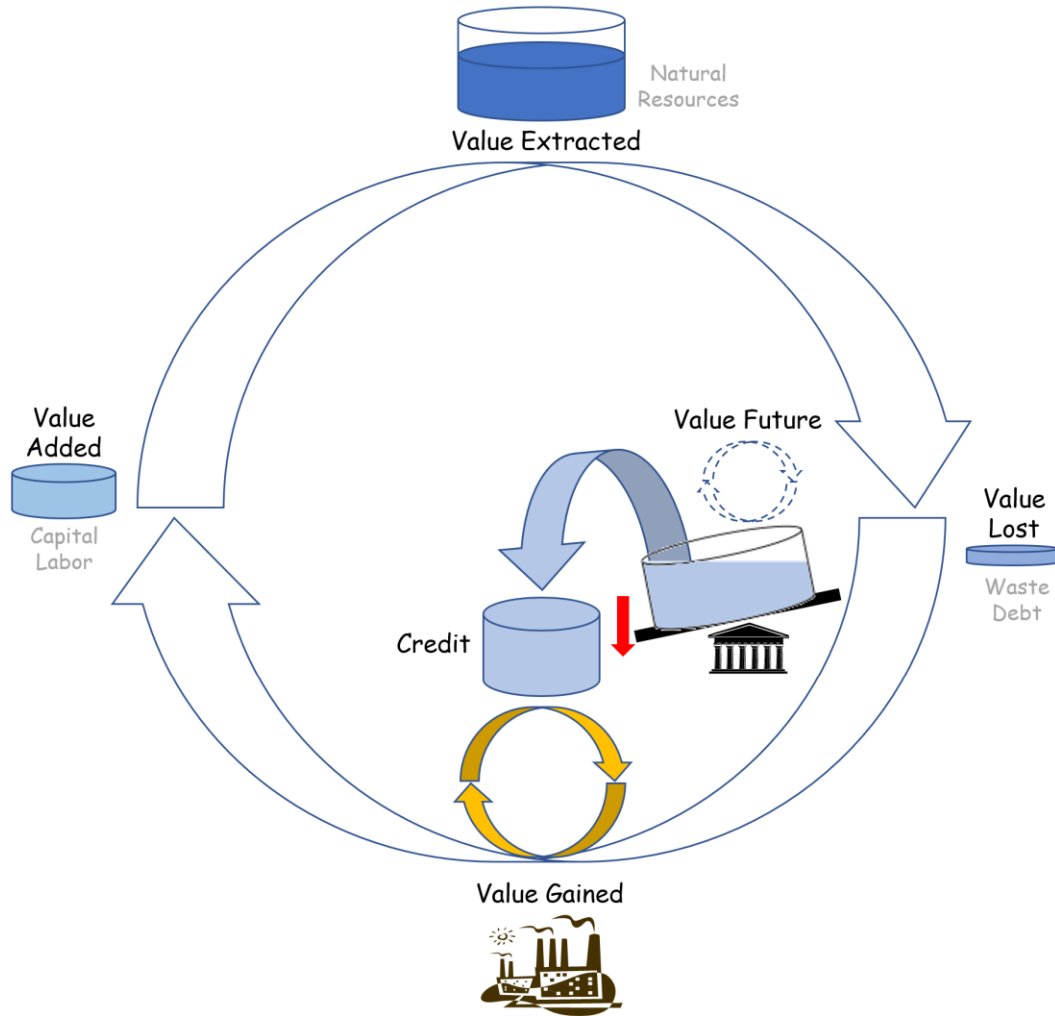 Natural
Resources
Value Extracted
Value
Added
Capital
Labor
Value Future
Value
Lost
Waste
Debt
Credit
Value Gained